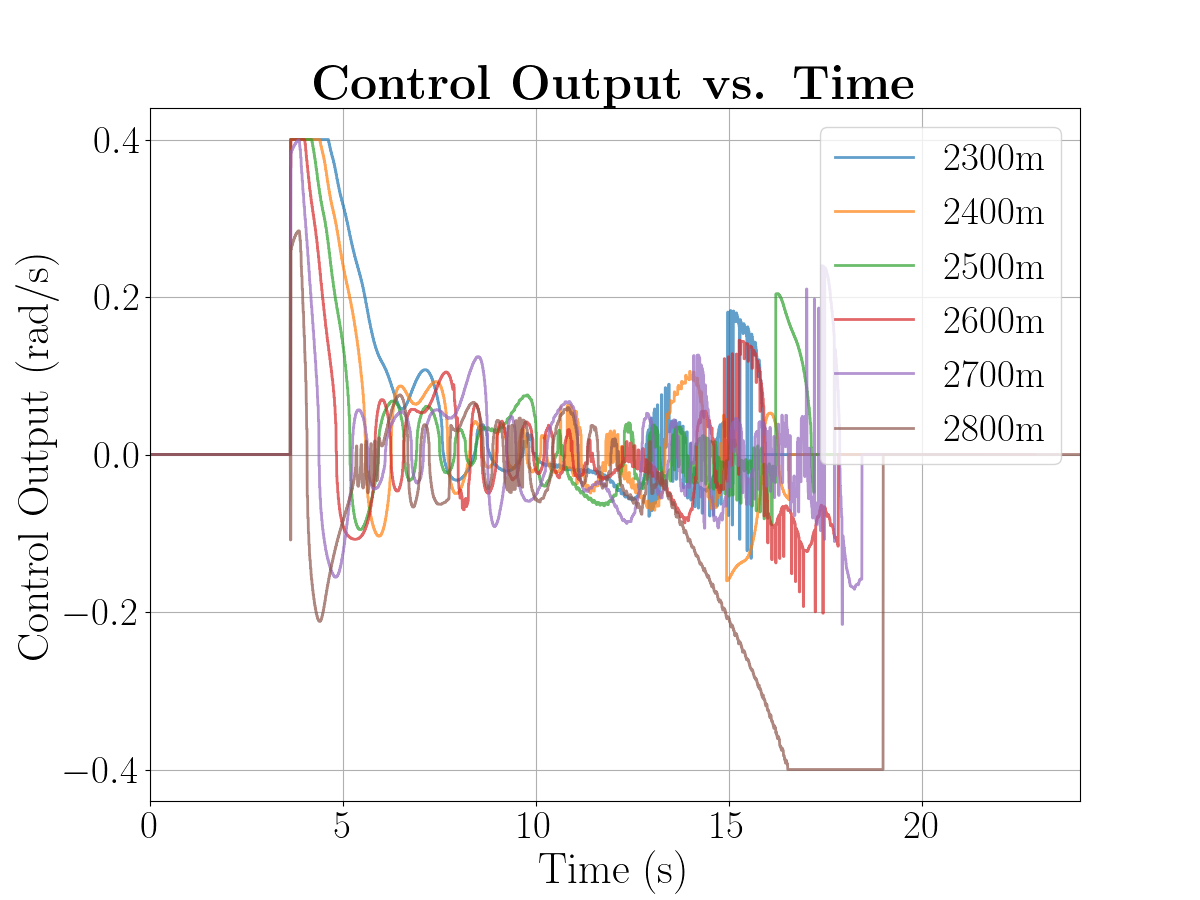 Control Output vs. Time
Control Output (rad/s)
0.4
0.2
0.0
−0.2
−0.4
2300m
2400m
2500m
2600m
2700m
2800m
0 5 10 15 20
Time (s)